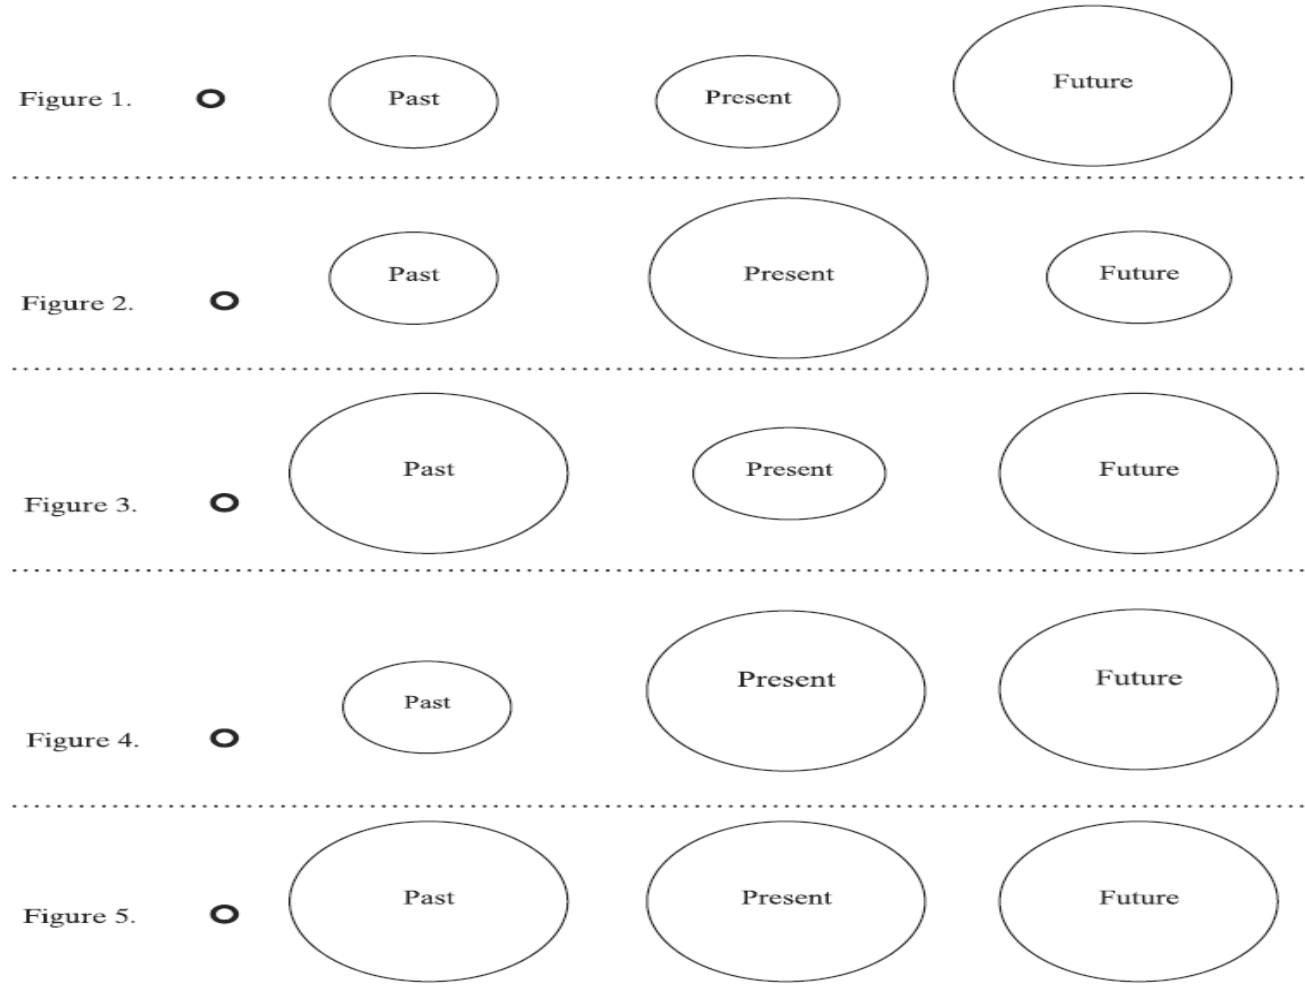 Figure 1. Past Present Future
Figure 2. Past Present Future
Figure 3. Past Present Future
Figure 4. Past Present Future
Figure 5. Past Present Future